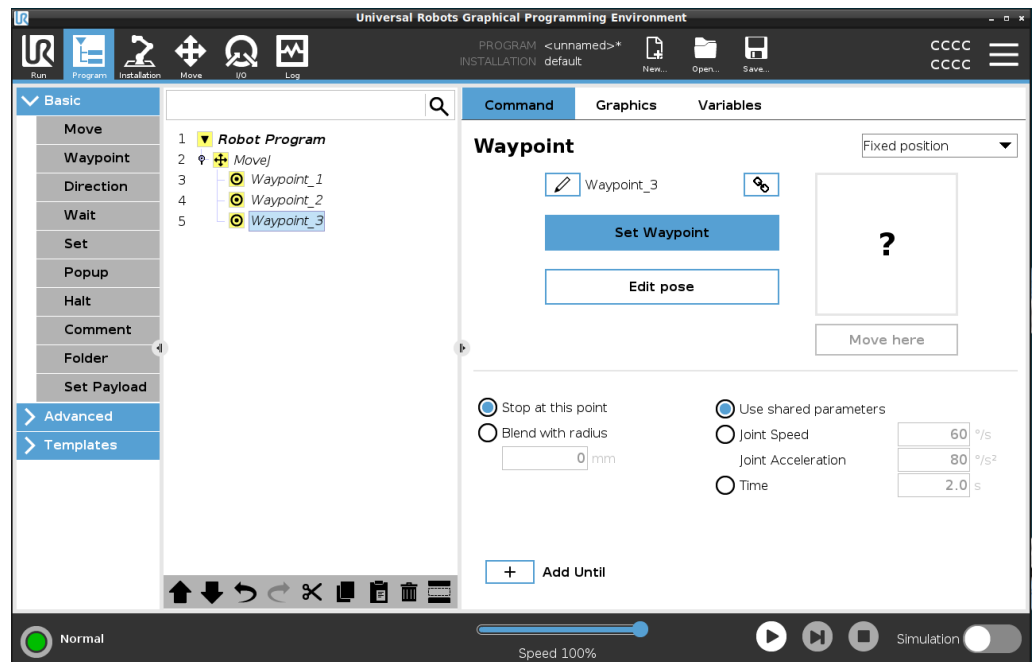 Universal Robots Graphical Programming Environment
PROGRAM <unnamed>*
INSTALLATION default
Run
Program
Installation
Move
I/O
Log
New...
Open...
Save...
CCCC
CCCC
Basic
Move
Waypoint
Direction
Wait
Set
Popup
Halt
Comment
Folder
Set Payload
Advanced
Templates
1 Robot Program
2 MoveJ
3 Waypoint_1
4 Waypoint_2
5 Waypoint_3
Command Graphics Variables
Waypoint
Fixed position
Waypoint_3
Set Waypoint
?
Edit pose
Move here
Stop at this point
Blend with radius
0 mm
Use shared parameters
Joint Speed 60 °/s
Joint Acceleration 80 °/s²
Time 2.0 s
+ Add Until
Normal
Speed 100%
Simulation